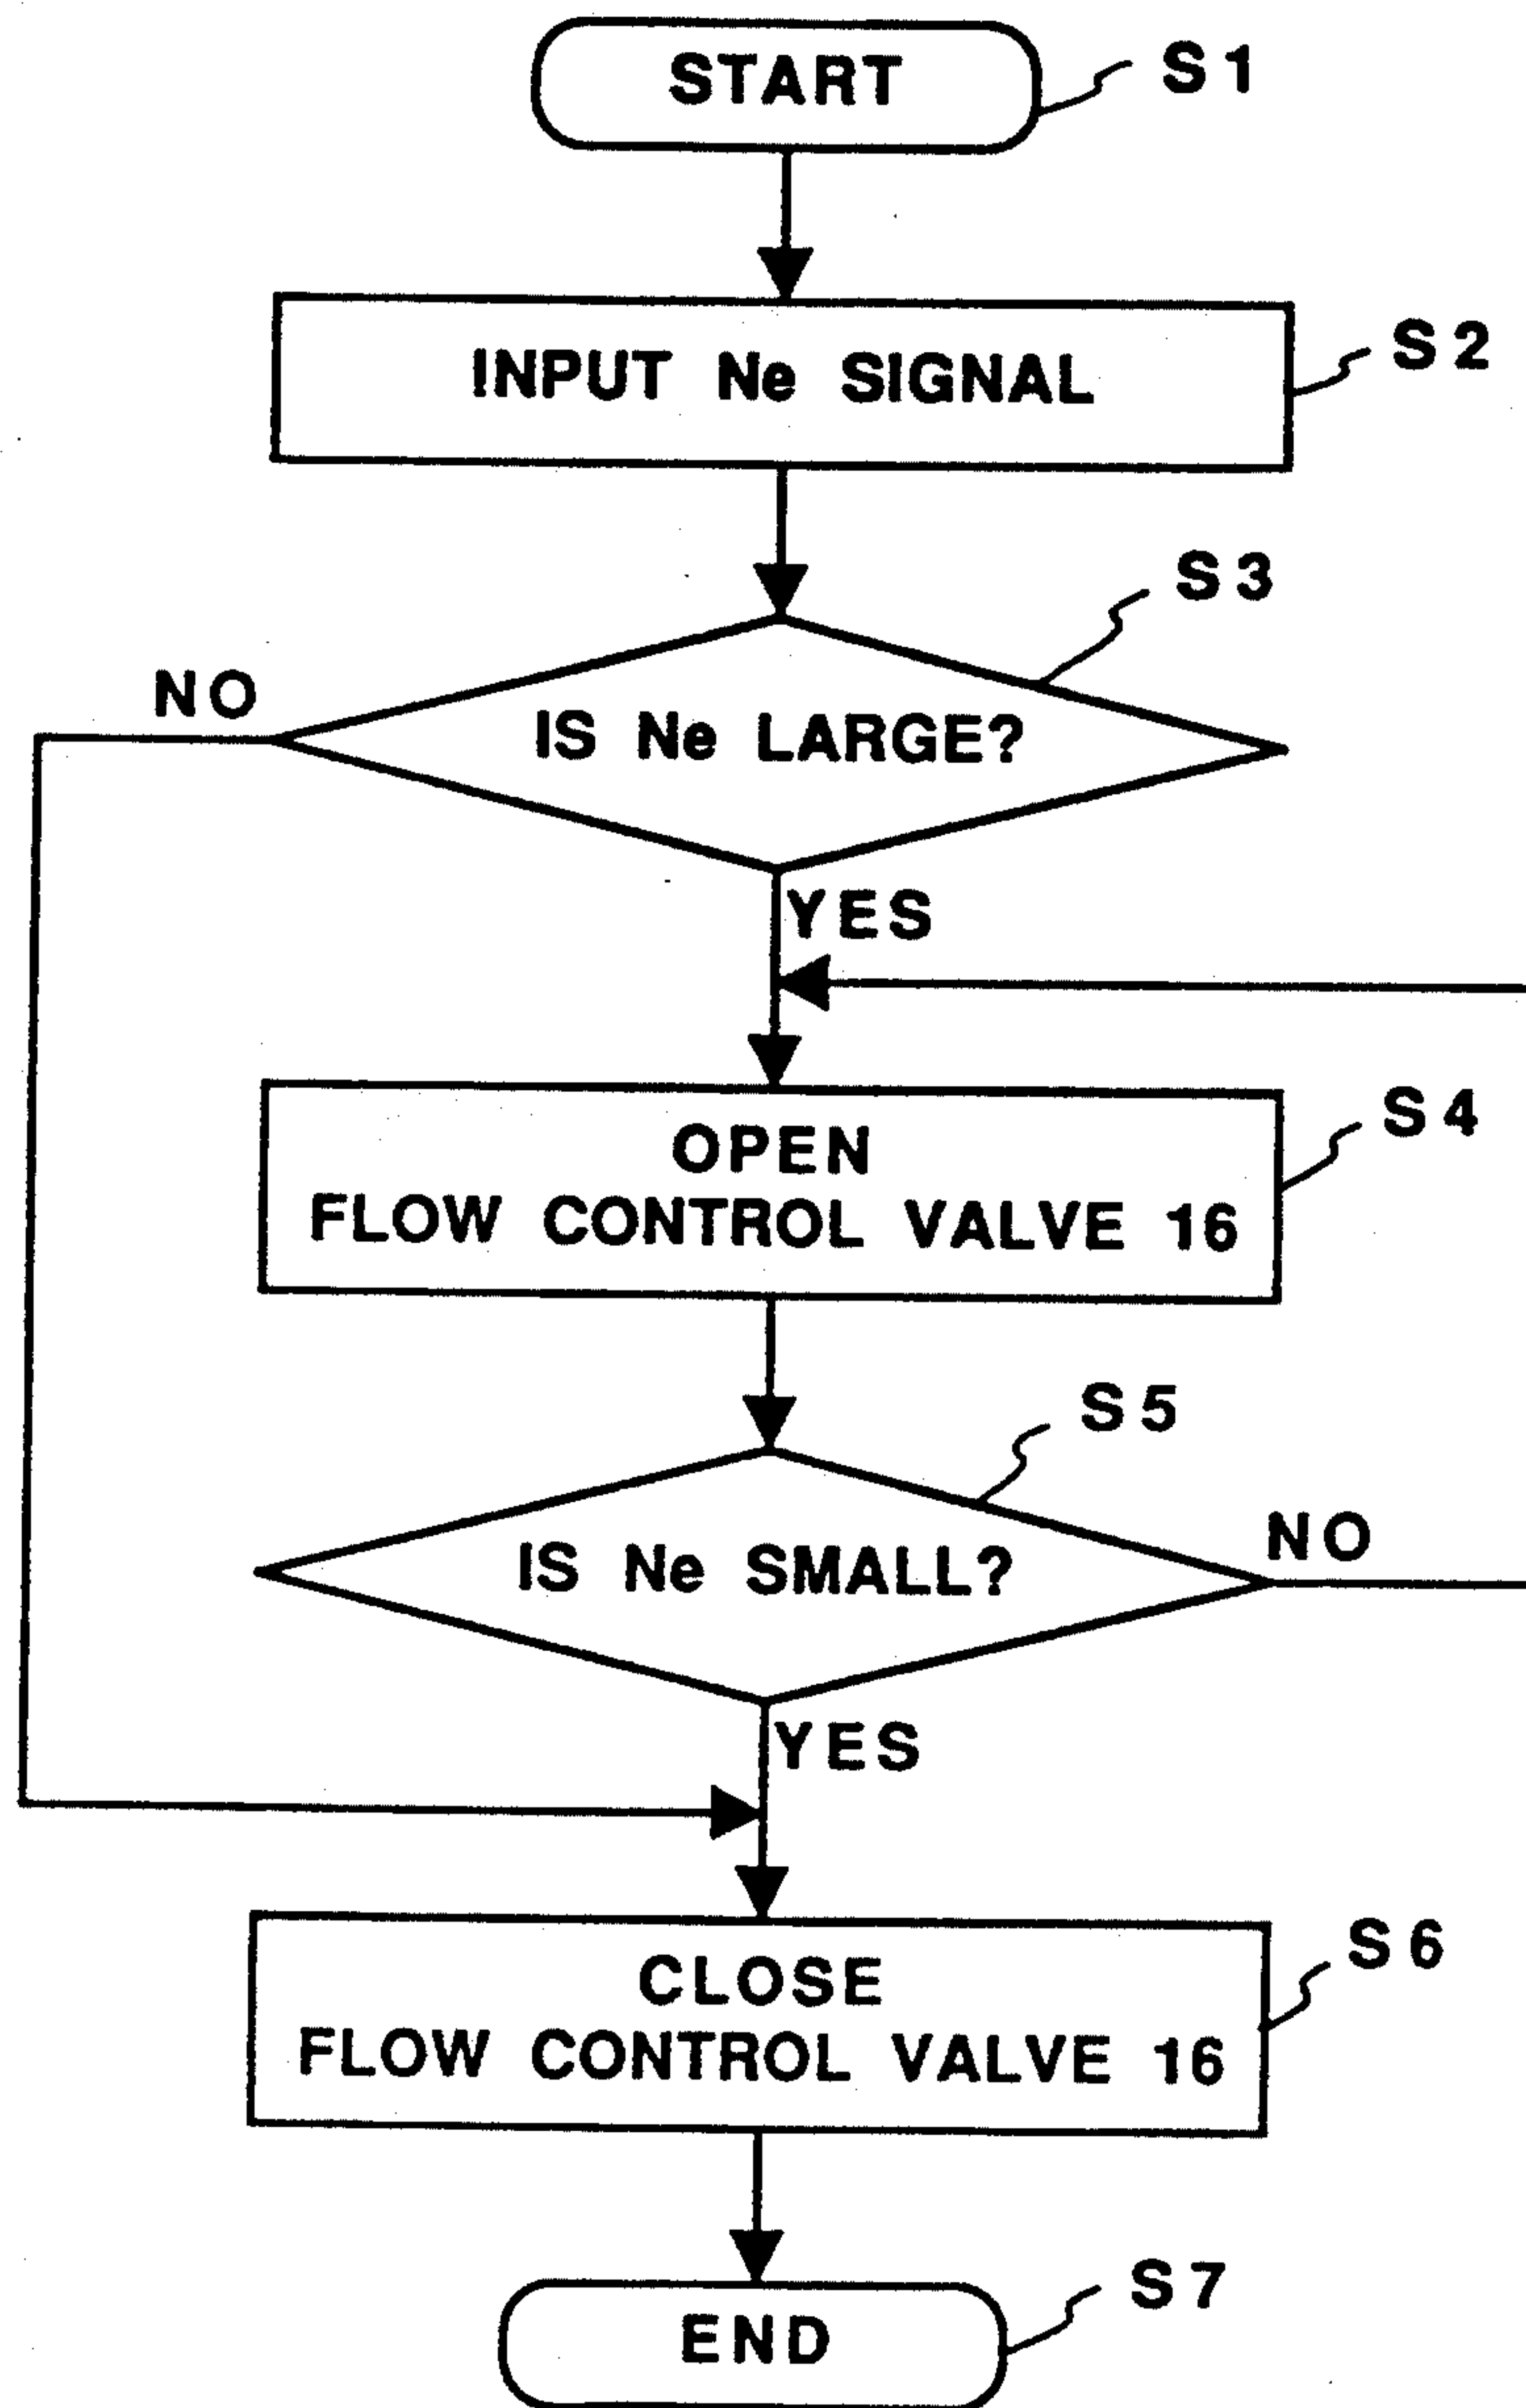 START
S1
INPUT Ne SIGNAL
S2
S3
NO
IS Ne LARGE?
YES
OPEN
FLOW CONTROL VALVE 16
S4
S5
IS Ne SMALL?
NO
YES
CLOSE
FLOW CONTROL VALVE 16
S6
END
S7